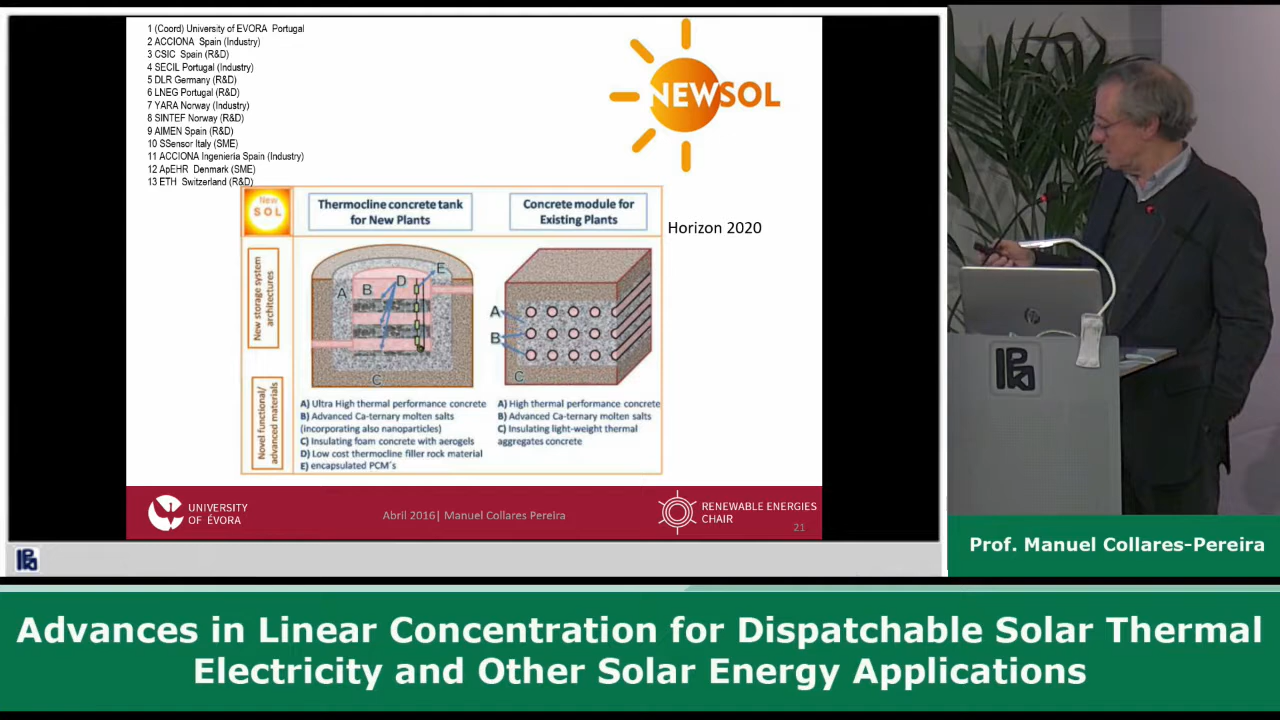 1 (Coord) University of EVORA Portugal
2 ACCIONA Spain (Industry)
3 CSIC Spain (R&D)
4 SECIL Portugal (Industry)
5 DLR Germany (R&D)
6 LNEG Portugal (R&D)
7 YARA Norway (Industry)
8 SINTEF Norway (R&D)
9 AIMEN Spain (R&D)
10 SSensor Italy (SME)
11 ACCIONA Ingeniería Spain (Industry)
12 ApEHR Denmark (SME)
13 ETH Switzerland (R&D)
NEWSOL
New
SOL
Thermocline concrete tank
for New Plants
Concrete module for
Existing Plants
Horizon 2020
New storage system
architectures
A
B
C
D
E
A
B
C
Novel functional/
advanced materials
A) Ultra High thermal performance concrete
B) Advanced Ca-ternary molten salts
(incorporating also nanoparticles)
C) Insulating foam concrete with aerogels
D) Low cost thermocline filler rock material
E) encapsulated PCM´s
A) High thermal performance concrete
B) Advanced Ca-ternary molten salts
C) Insulating light-weight thermal
aggregates concrete
UNIVERSITY
OF ÉVORA
Abril 2016| Manuel Collares Pereira
RENEWABLE ENERGIES
CHAIR
21
Prof. Manuel Collares-Pereira
Advances in Linear Concentration for Dispatchable Solar Thermal
Electricity and Other Solar Energy Applications